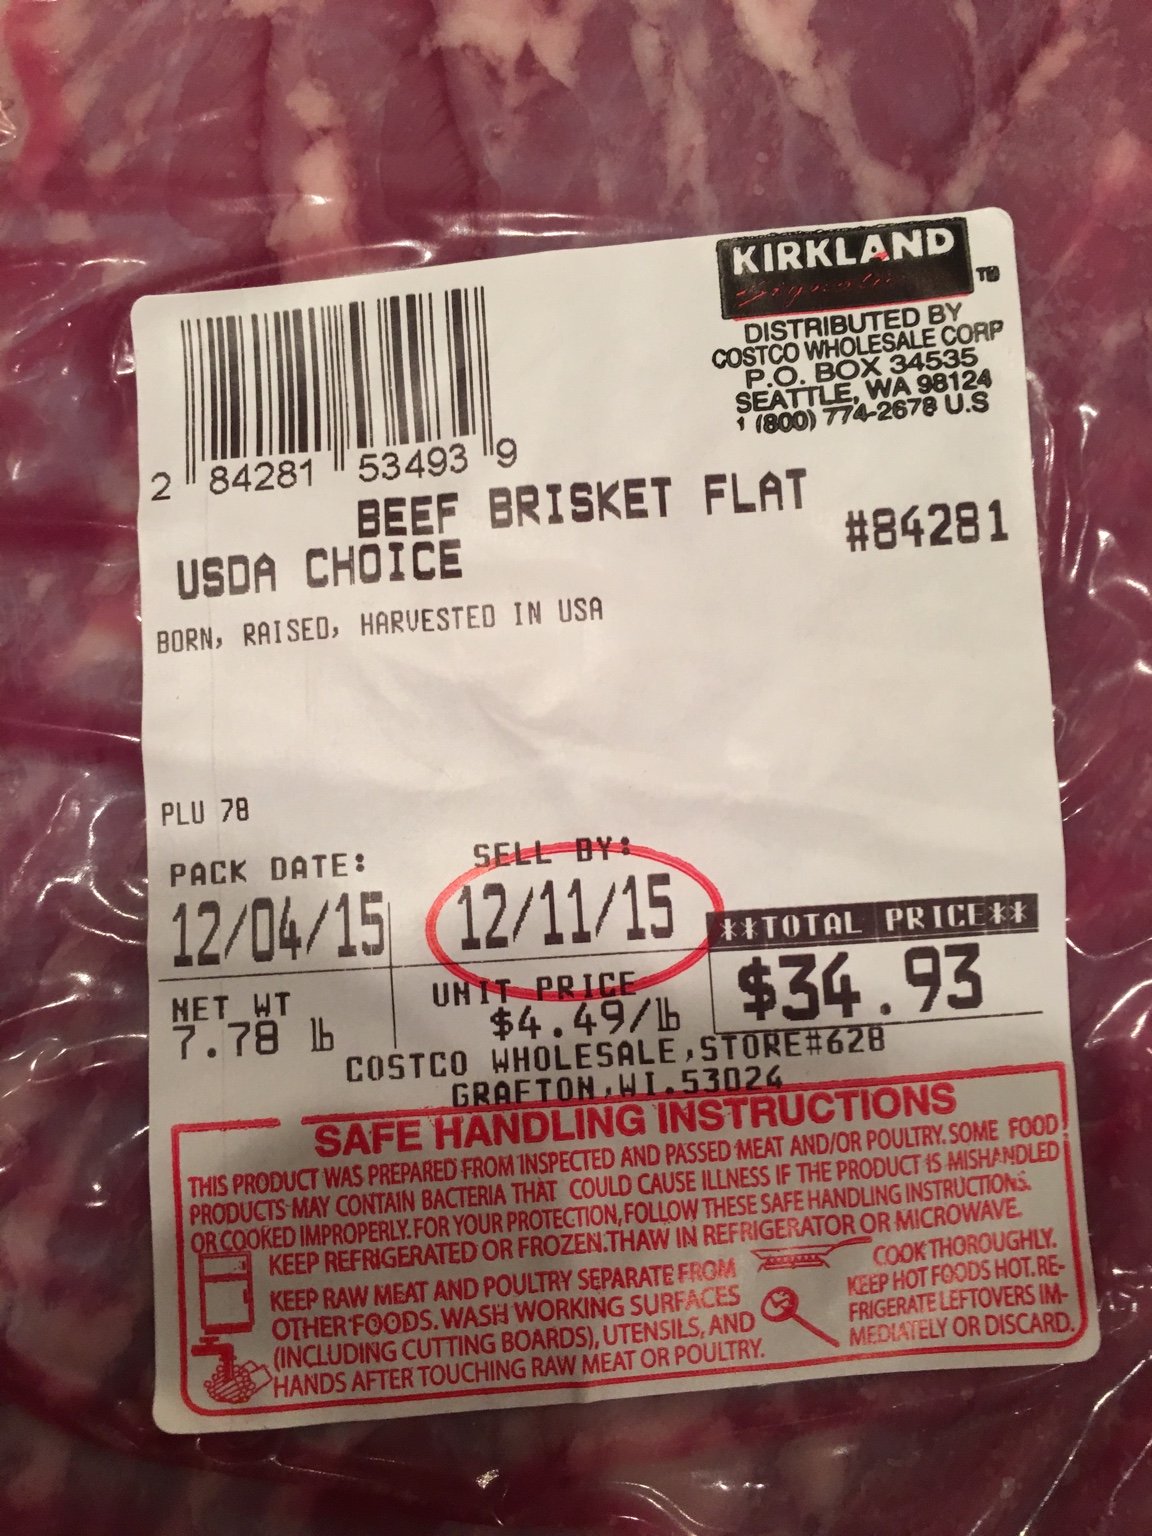 KIRKLAND
Signature TM
DISTRIBUTED BY
COSTCO WHOLESALE CORP
P.O. BOX 34535
SEATTLE, WA 98124
1 (800) 774-2678 U.S
2 84281 53493 9
BEEF BRISKET FLAT
#84281
USDA CHOICE
BORN, RAISED, HARVESTED IN USA
PLU 78
PACK DATE: SELL BY:
12/04/15 12/11/15 **TOTAL PRICE**
NET WT UNIT PRICE $34.93
7.78 lb $4.49/lb
COSTCO WHOLESALE,STORE#628
GRAFTON,WI.53024
SAFE HANDLING INSTRUCTIONS
THIS PRODUCT WAS PREPARED FROM INSPECTED AND PASSED MEAT AND/OR POULTRY. SOME FOOD
PRODUCTS MAY CONTAIN BACTERIA THAT COULD CAUSE ILLNESS IF THE PRODUCT IS MISHANDLED
OR COOKED IMPROPERLY. FOR YOUR PROTECTION, FOLLOW THESE SAFE HANDLING INSTRUCTIONS.
KEEP REFRIGERATED OR FROZEN. THAW IN REFRIGERATOR OR MICROWAVE.
KEEP RAW MEAT AND POULTRY SEPARATE FROM
OTHER FOODS. WASH WORKING SURFACES
(INCLUDING CUTTING BOARDS), UTENSILS, AND
HANDS AFTER TOUCHING RAW MEAT OR POULTRY.
COOK THOROUGHLY.
KEEP HOT FOODS HOT. RE-
FRIGERATE LEFTOVERS IM-
MEDIATELY OR DISCARD.